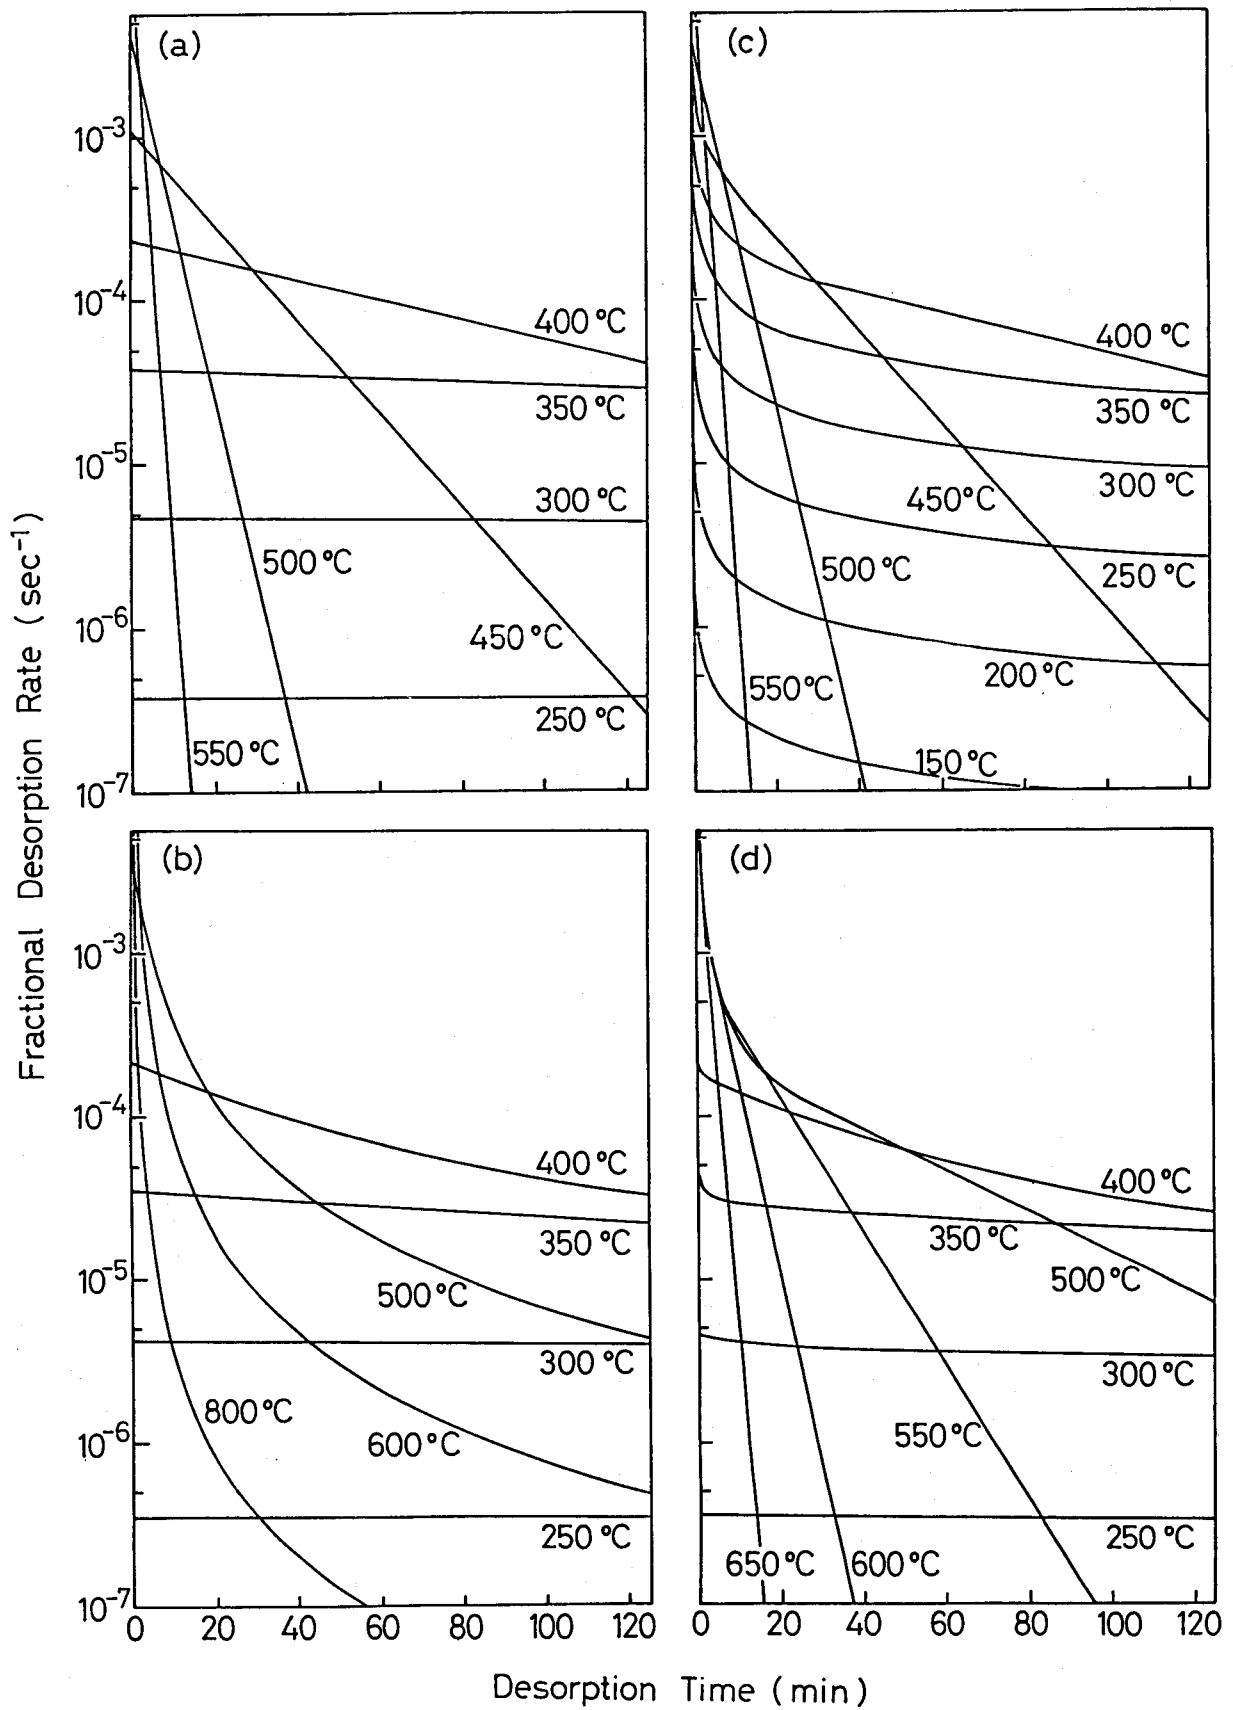 Fractional Desorption Rate (sec⁻¹)
(a)
10⁻³
10⁻⁴
10⁻⁵
10⁻⁶
10⁻⁷
400 °C
350 °C
300 °C
500 °C
450 °C
250 °C
550 °C
(c)
400 °C
350 °C
300 °C
450 °C
500 °C
250 °C
200 °C
550 °C
150 °C
(b)
10⁻³
10⁻⁴
10⁻⁵
10⁻⁶
10⁻⁷
400 °C
350 °C
500 °C
300 °C
800 °C
600 °C
250 °C
0 20 40 60 80 100 120
(d)
400 °C
350 °C
500 °C
300 °C
550 °C
250 °C
650 °C
600 °C
0 20 40 60 80 100 120
Desorption Time (min)